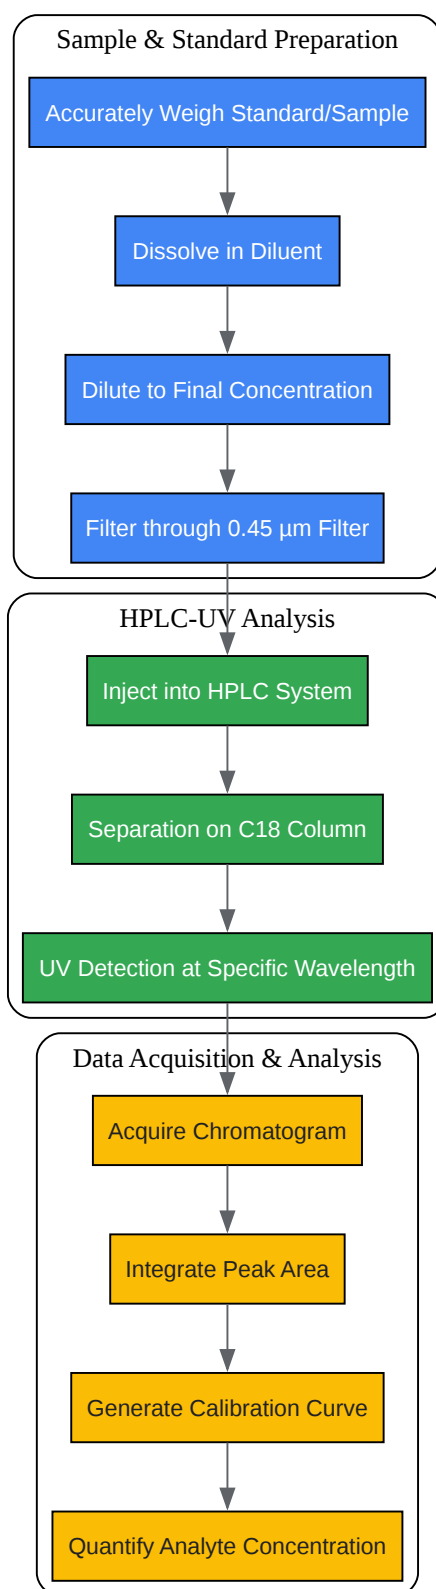 Sample & Standard Preparation
Accurately Weigh Standard/Sample
Dissolve in Diluent
Dilute to Final Concentration
Filter through 0.45 µm Filter
HPLC-UV Analysis
Inject into HPLC System
Separation on C18 Column
UV Detection at Specific Wavelength
Data Acquisition & Analysis
Acquire Chromatogram
Integrate Peak Area
Generate Calibration Curve
Quantify Analyte Concentration